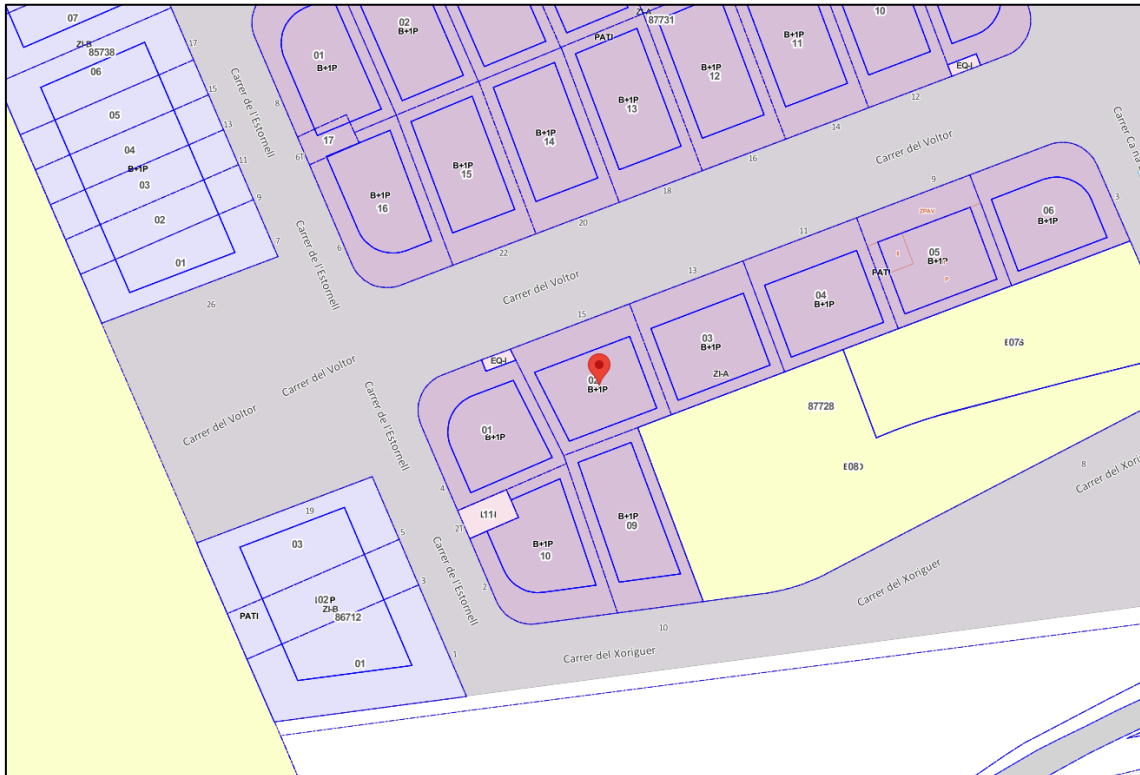 07
ZI-B
85738
06
05
04
B+1P
03
02
01
17
15
13
11
9
7
26
Carrer de l'Estornell
Carrer de l'Estornell
8
6T
6
01
B+1P
17
B+1P
16
02
B+1P
B+1P
15
B+1P
14
PATI
87731
B+1P
13
B+1P
12
B+1P
11
10
EQ-I
22
20
18
16
14
12
Carrer del Voltor
Carrer del Voltor
Carrer del Voltor
Carrer del Voltor
15
13
11
9
3
EQ-I
01
B+1P
B+1P
03
B+1P
ZI-A
04
B+1P
ZPAV
PATI
05
B+1P
P
06
B+1P
E076
87728
Carrer de l'Estornell
4
2T
2
B+1P
10
B+1P
09
10
8
Carrer del Xoriguer
Carrer del Xoriguer
Carrer de l'Estornell
19
5
3
1
03
PATI
ZI-B
86712
01